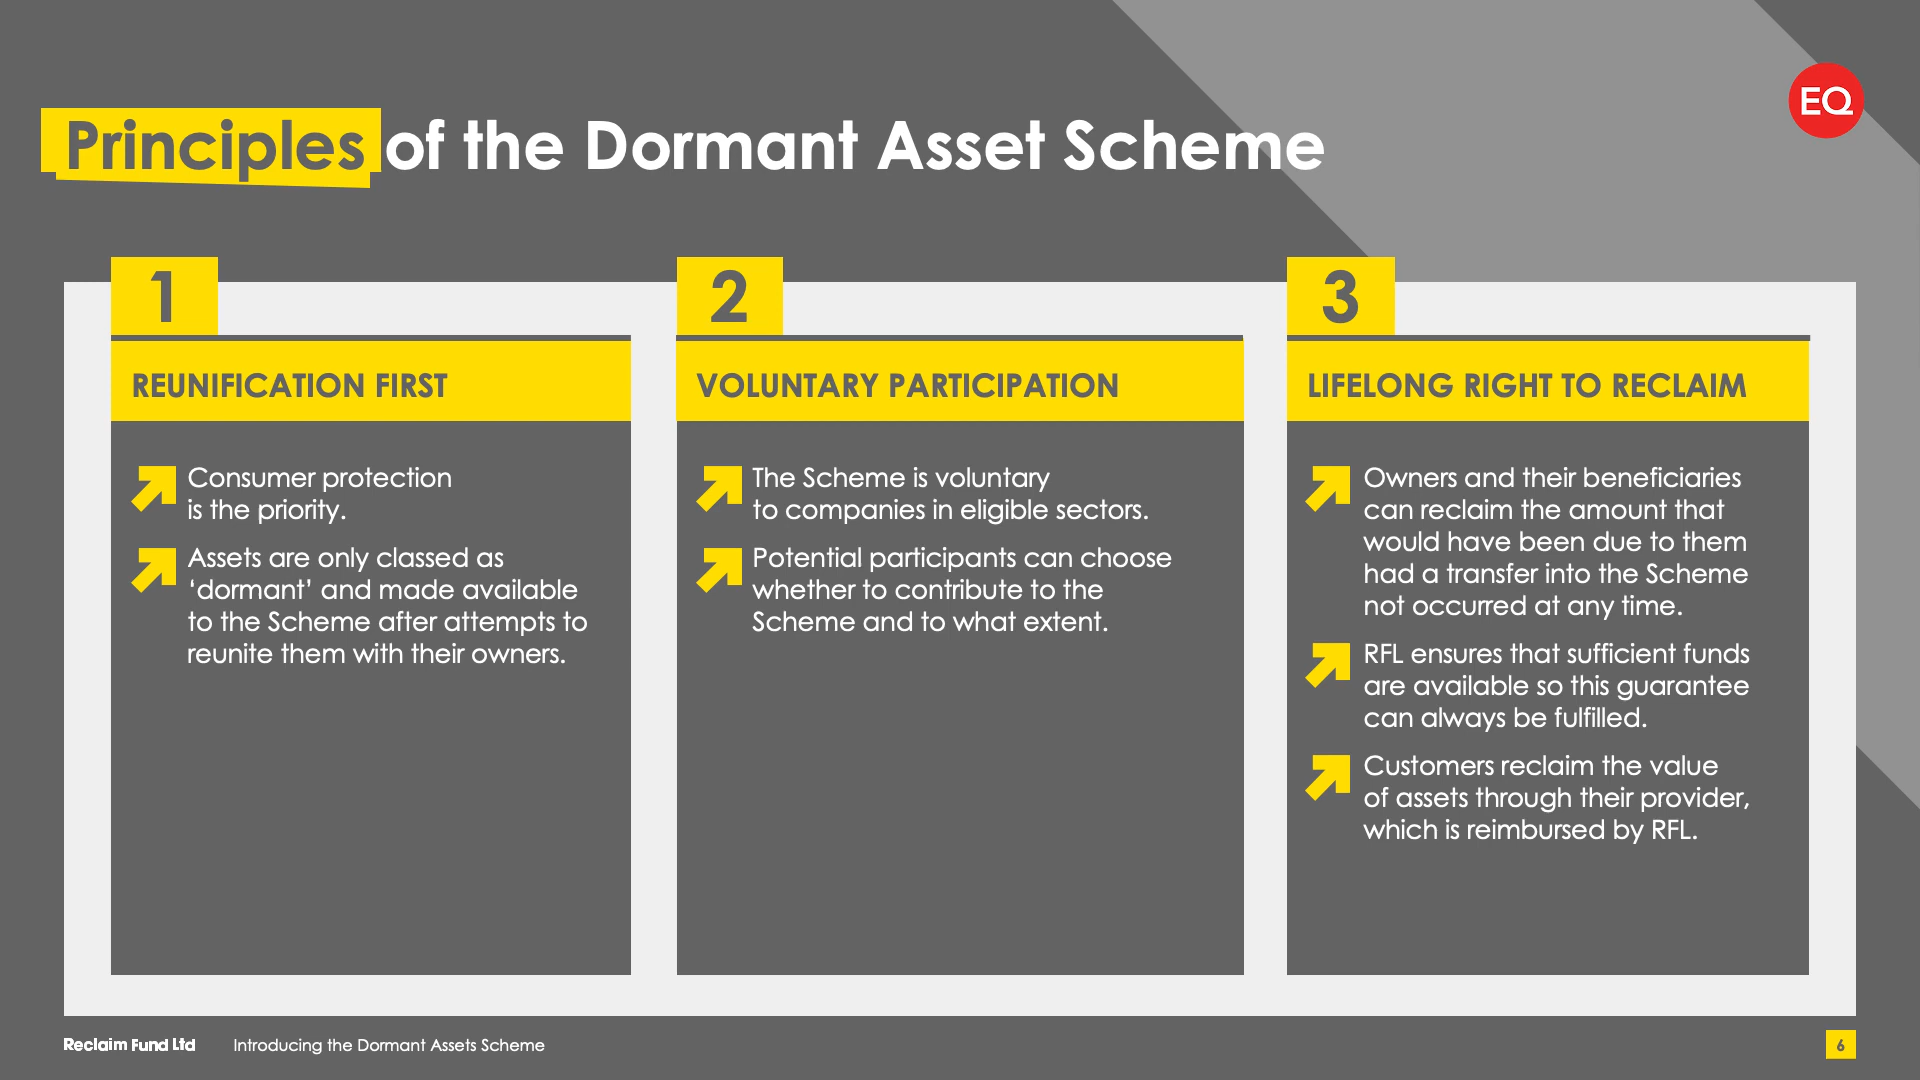 EQ
Principles of the Dormant Asset Scheme
1
REUNIFICATION FIRST
Consumer protection
is the priority.
Assets are only classed as
‘dormant’ and made available
to the Scheme after attempts to
reunite them with their owners.
2
VOLUNTARY PARTICIPATION
The Scheme is voluntary
to companies in eligible sectors.
Potential participants can choose
whether to contribute to the
Scheme and to what extent.
3
LIFELONG RIGHT TO RECLAIM
Owners and their beneficiaries
can reclaim the amount that
would have been due to them
had a transfer into the Scheme
not occurred at any time.
RFL ensures that sufficient funds
are available so this guarantee
can always be fulfilled.
Customers reclaim the value
of assets through their provider,
which is reimbursed by RFL.
Reclaim Fund Ltd
Introducing the Dormant Assets Scheme
6